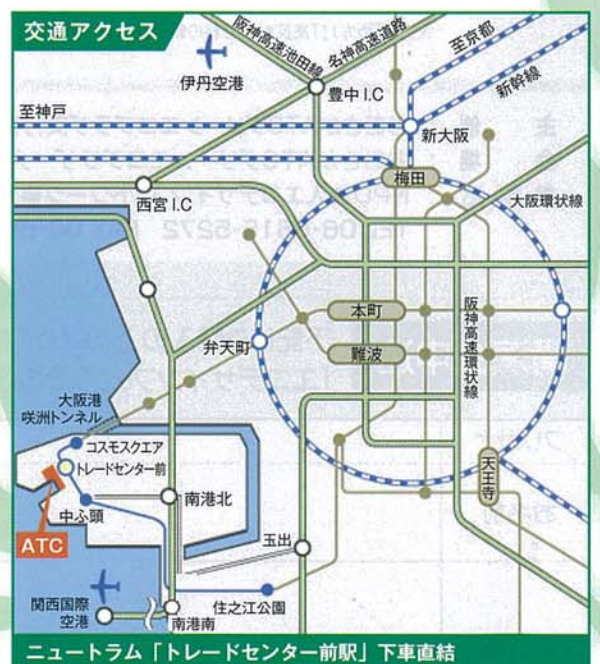 交通アクセス
阪神高速池田線
名神高速道路
至京都
新幹線
伊丹空港
豊中I.C
至神戸
新大阪
梅田
西宮I.C
大阪環状線
本町
阪神高速環状線
弁天町
難波
大阪港
咲洲トンネル
コスモスクエア
トレードセンター前
天王寺
中ふ頭
南港北
ATC
玉出
関西国際
空港
住之江公園
南港南
ニュートラム「トレードセンター前駅」下車直結